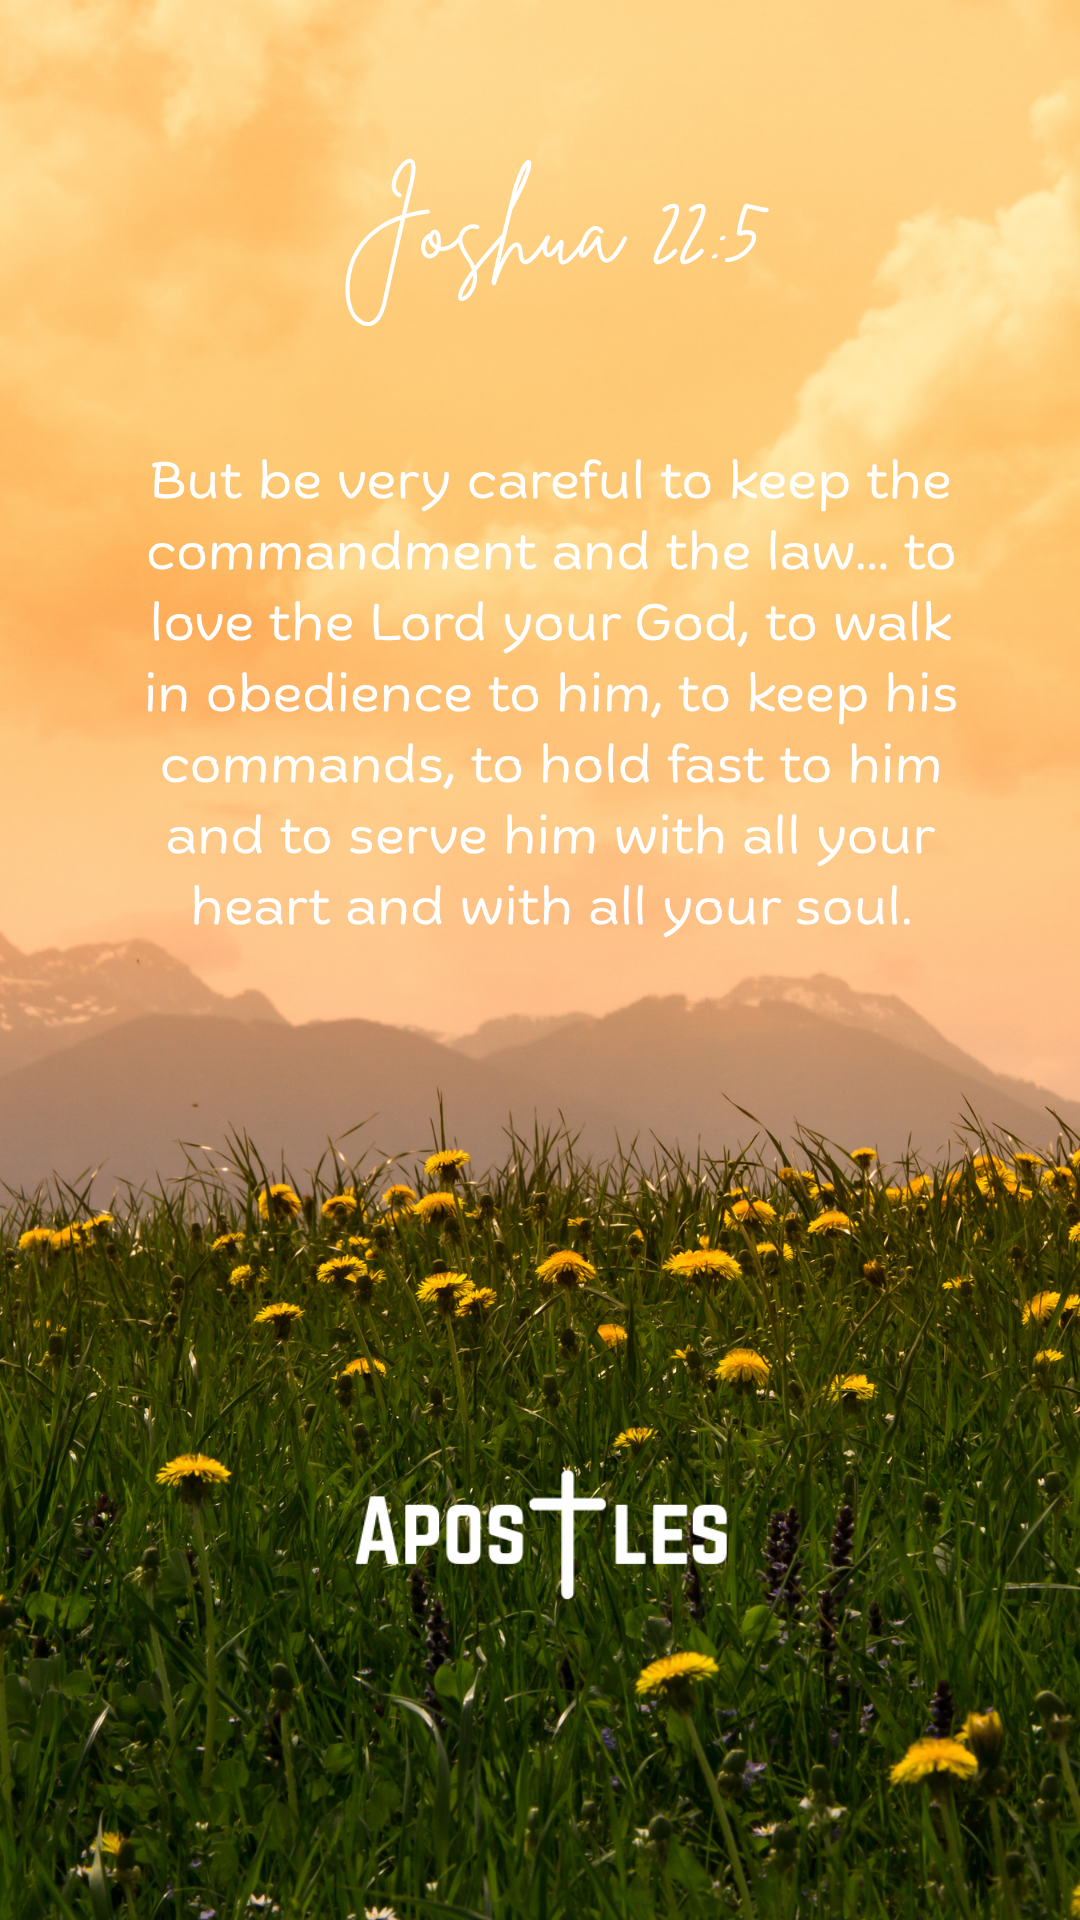 Joshua 22:5
But be very careful to keep the
commandment and the law... to
love the Lord your God, to walk
in obedience to him, to keep his
commands, to hold fast to him
and to serve him with all your
heart and with all your soul.
APOSTLES